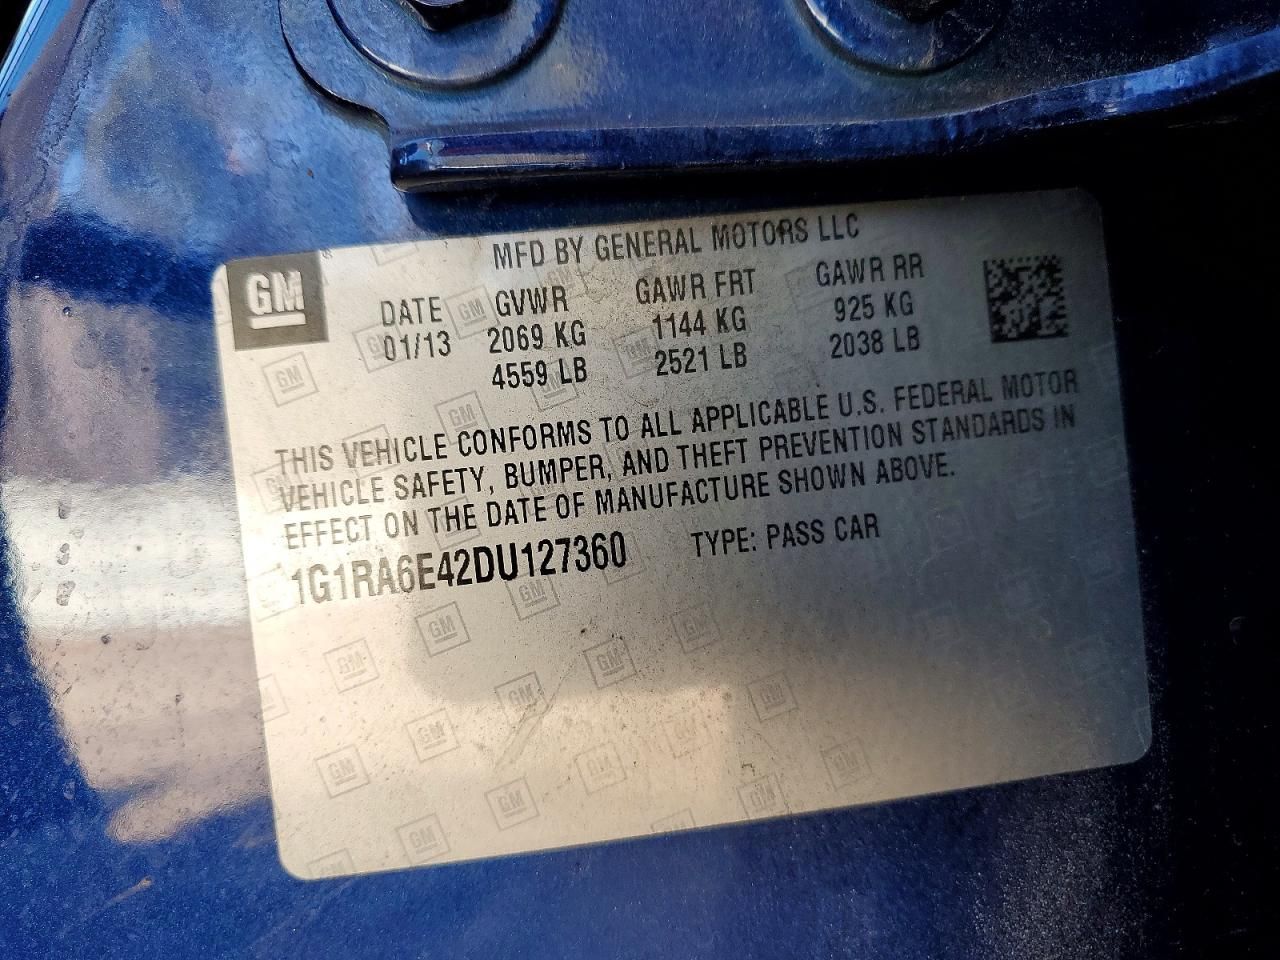 GM
MFD BY GENERAL MOTORS LLC
DATE GVWR GAWR FRT GAWR RR
01/13 2069 KG 1144 KG 925 KG
4559 LB 2521 LB 2038 LB
THIS VEHICLE CONFORMS TO ALL APPLICABLE U.S. FEDERAL MOTOR
VEHICLE SAFETY, BUMPER, AND THEFT PREVENTION STANDARDS IN
EFFECT ON THE DATE OF MANUFACTURE SHOWN ABOVE.
1G1RA6E42DU127360 TYPE: PASS CAR